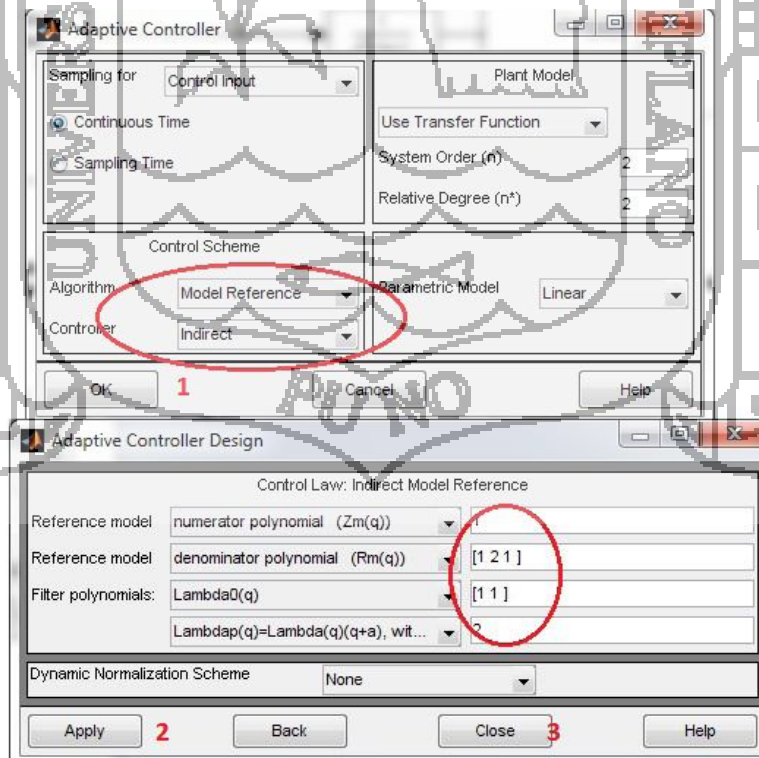 Adaptive Controller
Sampling for Control Input
Continuous Time
Sampling Time
Plant Model
Use Transfer Function
System Order (n) 2
Relative Degree (n*) 2
Control Scheme
Algorithm Model Reference
Controller Indirect
Parametric Model Linear
OK 1 Cancel Help
Adaptive Controller Design
Control Law: Indirect Model Reference
Reference model numerator polynomial (Zm(q)) 1
Reference model denominator polynomial (Rm(q)) [1 2 1 ]
Filter polynomials: Lambda0(q) [1 1 ]
Lambdap(q)=Lambda(q)(q+a), wit... 2
Dynamic Normalization Scheme None
Apply 2 Back Close 3 Help